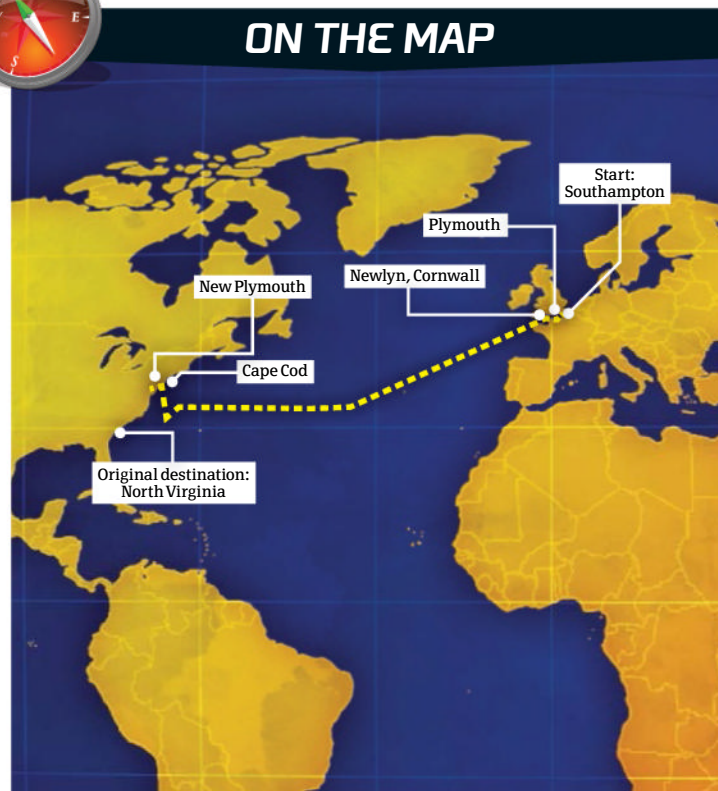 E
S
ON THE MAP
Start:
Southampton
Plymouth
Newlyn, Cornwall
New Plymouth
Cape Cod
Original destination:
North Virginia